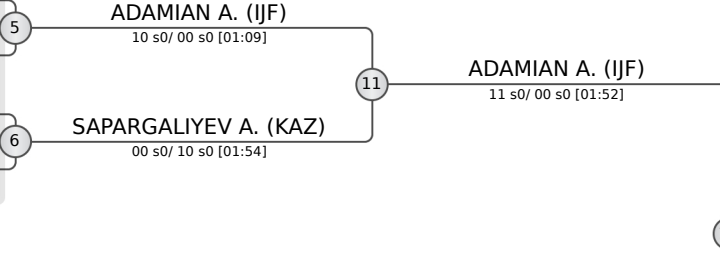 ADAMIAN A. (IJF)
5
10 s0/ 00 s0 [01:09]
ADAMIAN A. (IJF)
11
11 s0/ 00 s0 [01:52]
SAPARGALIYEV A. (KAZ)
6
00 s0/ 10 s0 [01:54]